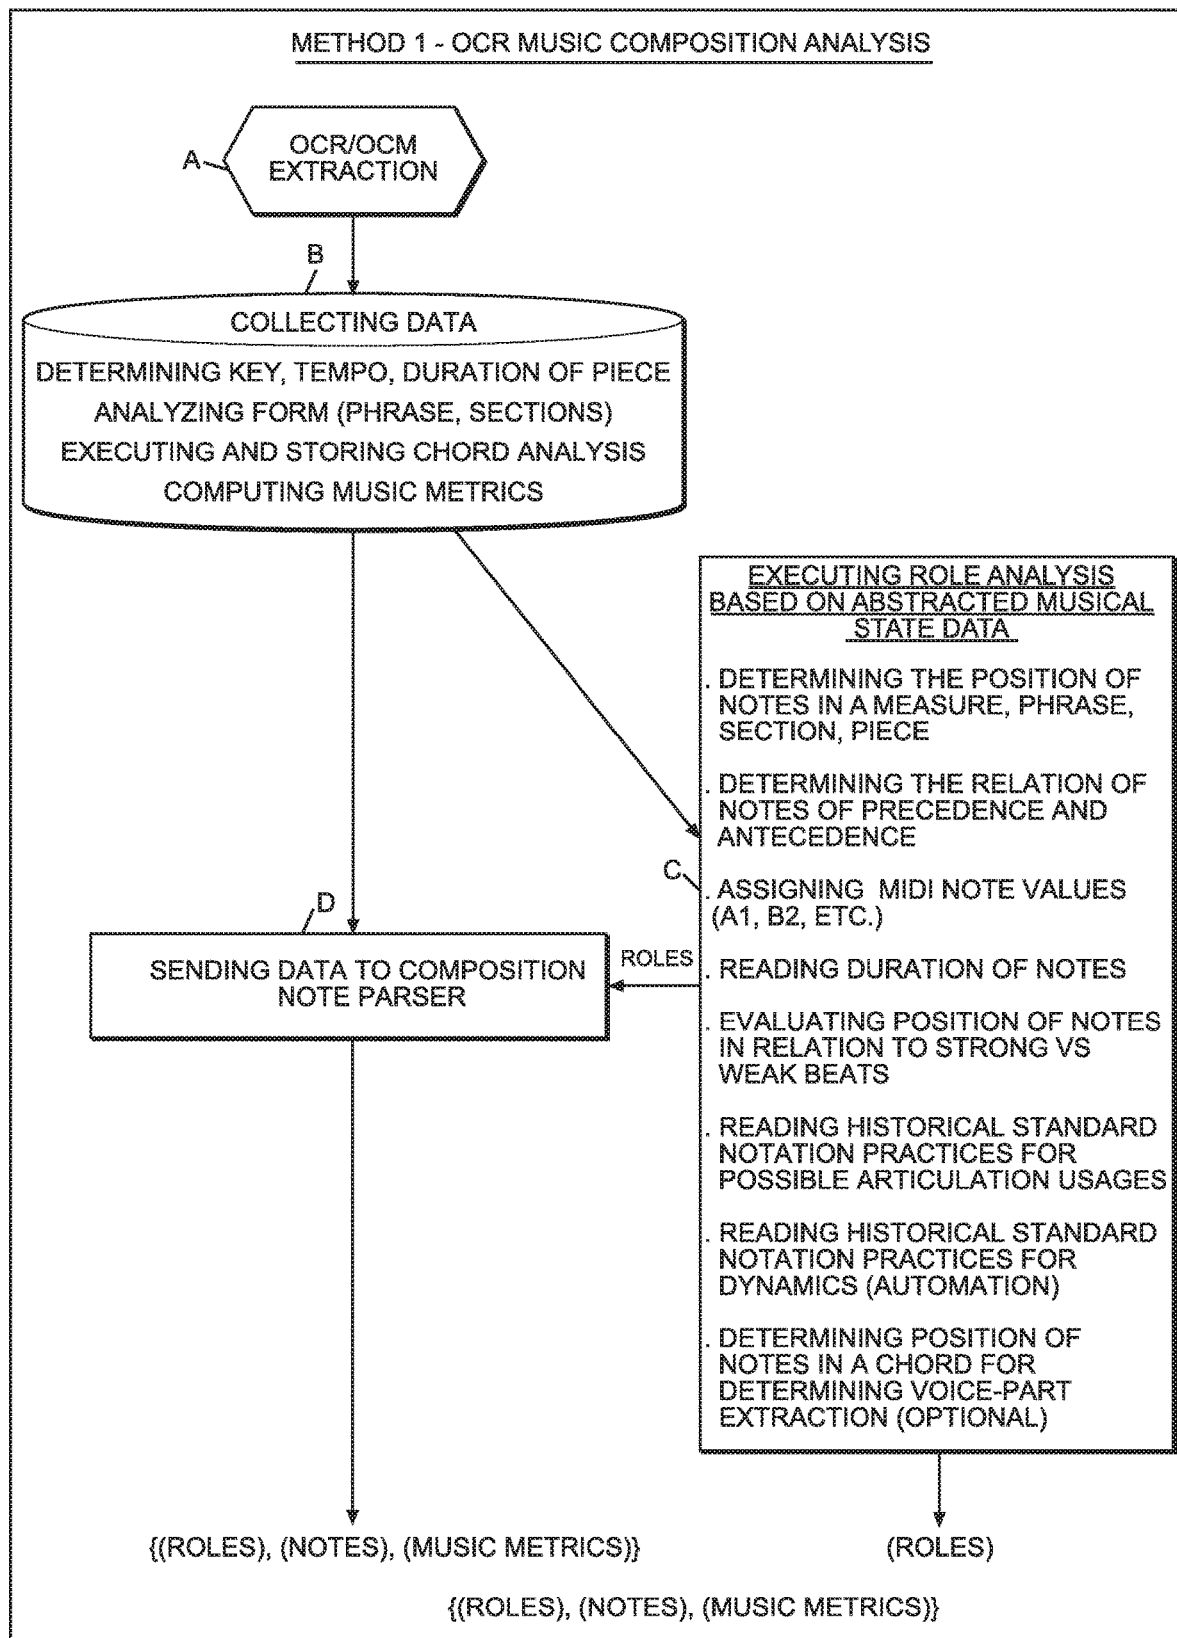 METHOD 1 - OCR MUSIC COMPOSITION ANALYSIS
A
OCR/OCM
EXTRACTION
B
COLLECTING DATA
DETERMINING KEY, TEMPO, DURATION OF PIECE
ANALYZING FORM (PHRASE, SECTIONS)
EXECUTING AND STORING CHORD ANALYSIS
COMPUTING MUSIC METRICS
EXECUTING ROLE ANALYSIS
BASED ON ABSTRACTED MUSICAL
STATE DATA
. DETERMINING THE POSITION OF
NOTES IN A MEASURE, PHRASE,
SECTION, PIECE
. DETERMINING THE RELATION OF
NOTES OF PRECEDENCE AND
ANTECEDENCE
C
. ASSIGNING MIDI NOTE VALUES
(A1, B2, ETC.)
. READING DURATION OF NOTES
. EVALUATING POSITION OF NOTES
IN RELATION TO STRONG VS
WEAK BEATS
. READING HISTORICAL STANDARD
NOTATION PRACTICES FOR
POSSIBLE ARTICULATION USAGES
. READING HISTORICAL STANDARD
NOTATION PRACTICES FOR
DYNAMICS (AUTOMATION)
. DETERMINING POSITION OF
NOTES IN A CHORD FOR
DETERMINING VOICE-PART
EXTRACTION (OPTIONAL)
D
SENDING DATA TO COMPOSITION
NOTE PARSER
ROLES
{(ROLES), (NOTES), (MUSIC METRICS)}
(ROLES)
{(ROLES), (NOTES), (MUSIC METRICS)}